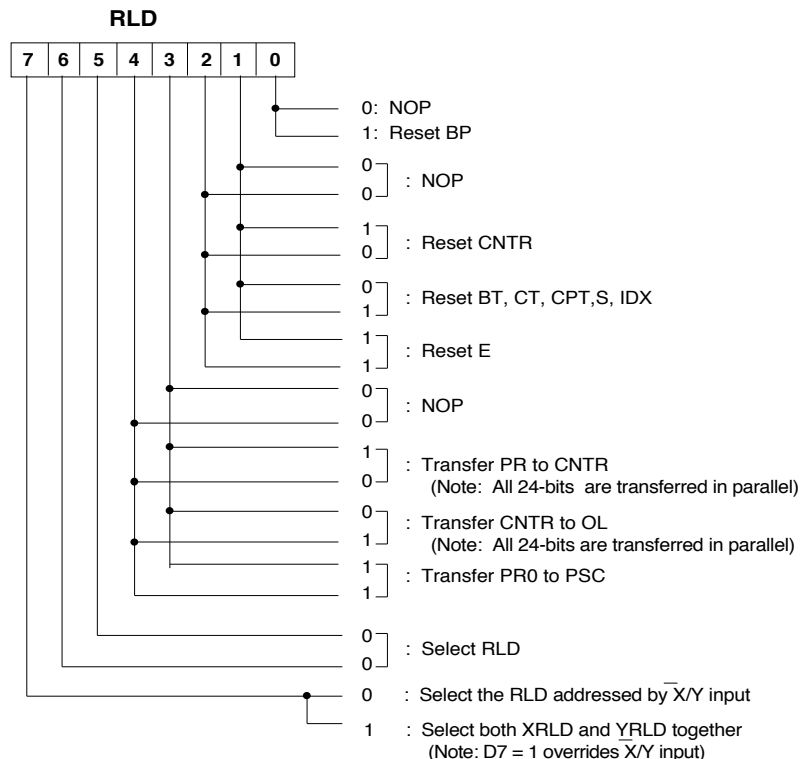 RLD
7 6 5 4 3 2 1 0
0: NOP
1: Reset BP
0
0 : NOP
1
0 : Reset CNTR
0
1 : Reset BT, CT, CPT,S, IDX
1
1 : Reset E
0
0 : NOP
1
0 : Transfer PR to CNTR
(Note: All 24-bits are transferred in parallel)
0
1 : Transfer CNTR to OL
(Note: All 24-bits are transferred in parallel)
1
1 : Transfer PR0 to PSC
0
0 : Select RLD
0 : Select the RLD addressed by X̅/Y input
1 : Select both XRLD and YRLD together
(Note: D7 = 1 overrides X̅/Y input)